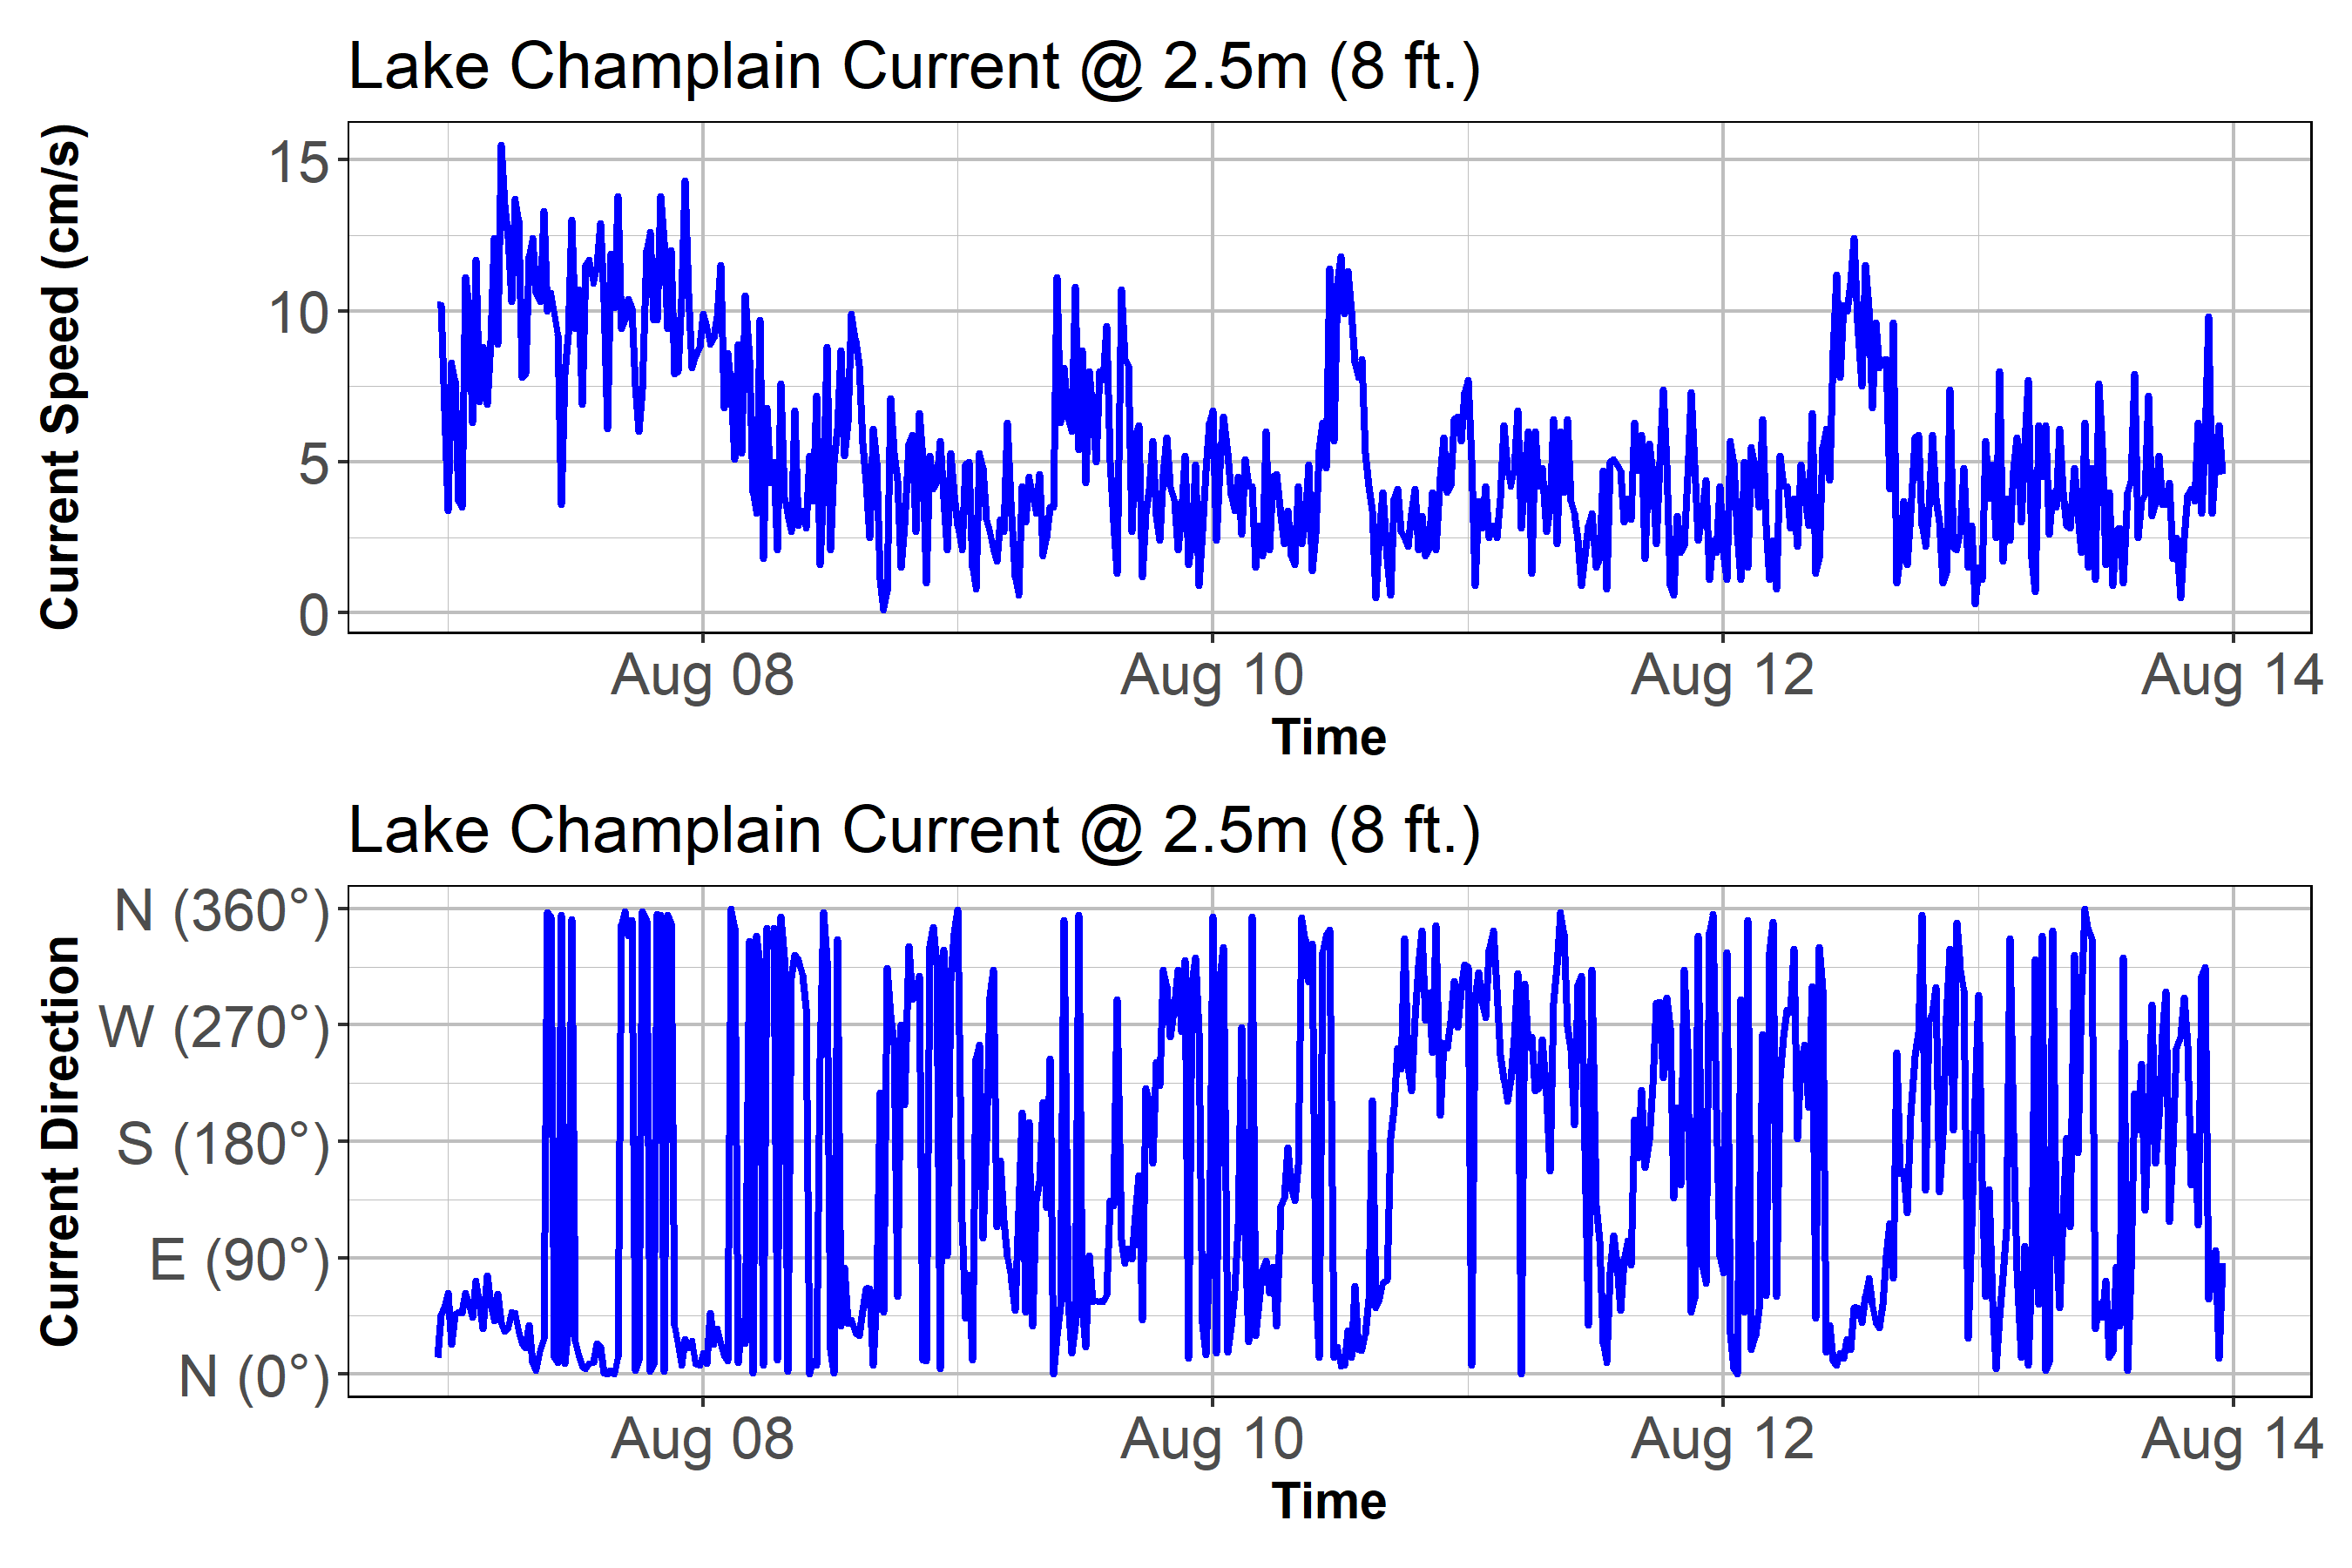 Lake Champlain Current @ 2.5m (8 ft.)
Current Speed (cm/s)
15
10
5
0
Aug 08 Aug 10 Aug 12 Aug 14
Time
Lake Champlain Current @ 2.5m (8 ft.)
Current Direction
N (360°)
W (270°)
S (180°)
E (90°)
N (0°)
Aug 08 Aug 10 Aug 12 Aug 14
Time